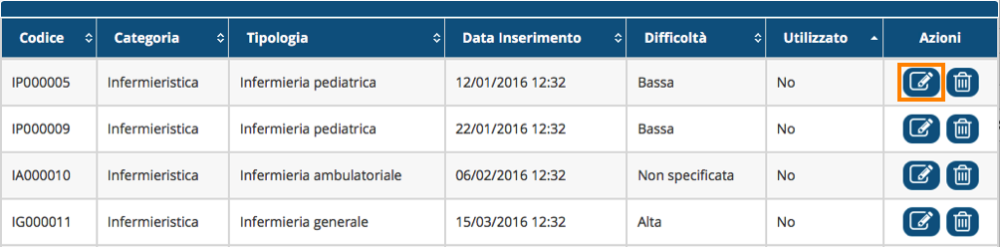 Codice Categoria Tipologia Data Inserimento Difficoltà Utilizzato Azioni
IP000005 Infermieristica Infermieria pediatrica 12/01/2016 12:32 Bassa No
IP000009 Infermieristica Infermieria pediatrica 22/01/2016 12:32 Bassa No
IA000010 Infermieristica Infermieria ambulatoriale 06/02/2016 12:32 Non specificata No
IG000011 Infermieristica Infermieria generale 15/03/2016 12:32 Alta No